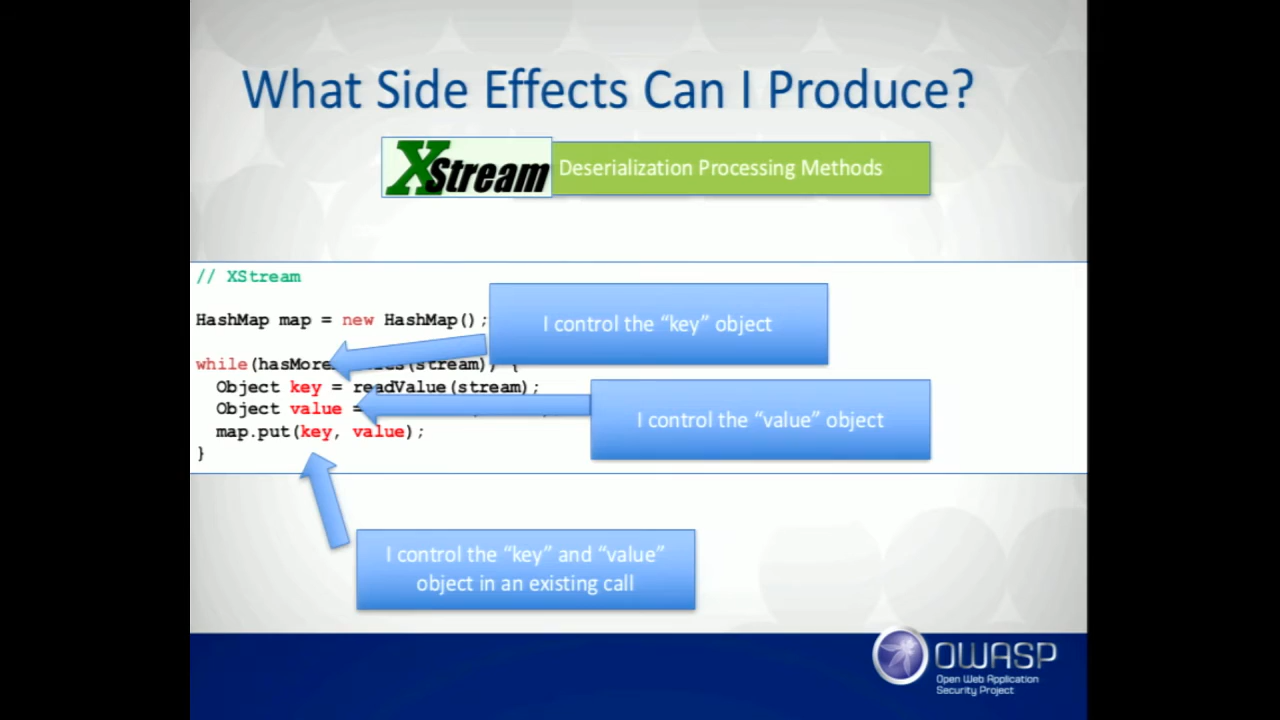 What Side Effects Can I Produce?
XStream
Deserialization Processing Methods
// XStream
HashMap map = new HashMap();
I control the “key” object
while(hasMore (stream)) {
Object key = readValue(stream);
Object value =
I control the “value” object
map.put(key, value);
}
I control the “key” and “value”
object in an existing call
OWASP
Open Web Application
Security Project